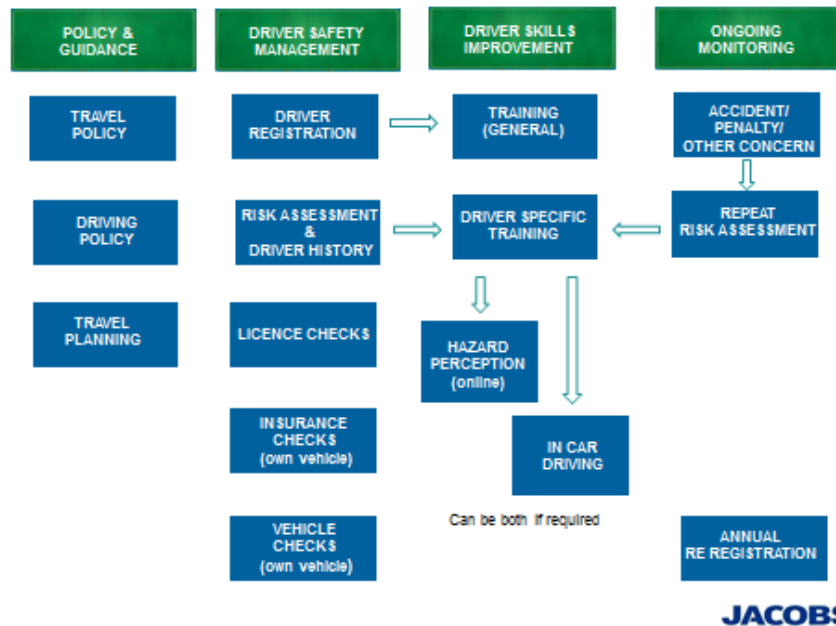 POLICY &
GUIDANCE
DRIVER SAFETY
MANAGEMENT
DRIVER SKILLS
IMPROVEMENT
ONGOING
MONITORING
TRAVEL
POLICY
DRIVER
REGISTRATION
TRAINING
(GENERAL)
ACCIDENT/
PENALTY/
OTHER CONCERN
DRIVING
POLICY
RISK ASSESSMENT
&
DRIVER HISTORY
DRIVER SPECIFIC
TRAINING
REPEAT
RISK ASSESSMENT
TRAVEL
PLANNING
LICENCE CHECKS
HAZARD
PERCEPTION
(online)
INSURANCE
CHECKS
(own vehicle)
IN CAR
DRIVING
Can be both if required
VEHICLE
CHECKS
(own vehicle)
ANNUAL
RE REGISTRATION
JACOBS